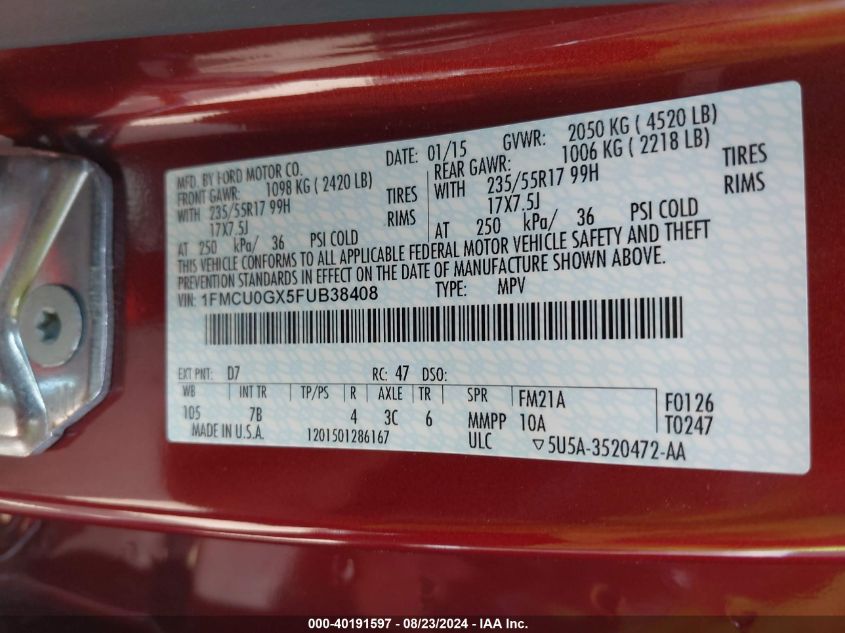 MFD. BY FORD MOTOR CO.
DATE: 01/15 GVWR: 2050 KG ( 4520 LB)
FRONT GAWR: 1098 KG ( 2420 LB)
REAR GAWR: 1006 KG ( 2218 LB)
WITH 235/55R17 99H TIRES
WITH 235/55R17 99H TIRES
17X7.5J RIMS
17X7.5J RIMS
AT 250 kPa/ 36 PSI COLD
AT 250 kPa/ 36 PSI COLD
THIS VEHICLE CONFORMS TO ALL APPLICABLE FEDERAL MOTOR VEHICLE SAFETY AND THEFT
PREVENTION STANDARDS IN EFFECT ON THE DATE OF MANUFACTURE SHOWN ABOVE.
VIN: 1FMCU0GX5FUB38408 TYPE: MPV
EXT PNT: D7 RC: 47 DSO:
WB INT TR TP/PS R AXLE TR SPR FM21A F0126
105 7B 4 3C 6 MMPP 10A T0247
MADE IN U.S.A. 1201501286167 ULC ▽5U5A-3520472-AA
000-40191597 - 08/23/2024 - IAA Inc.